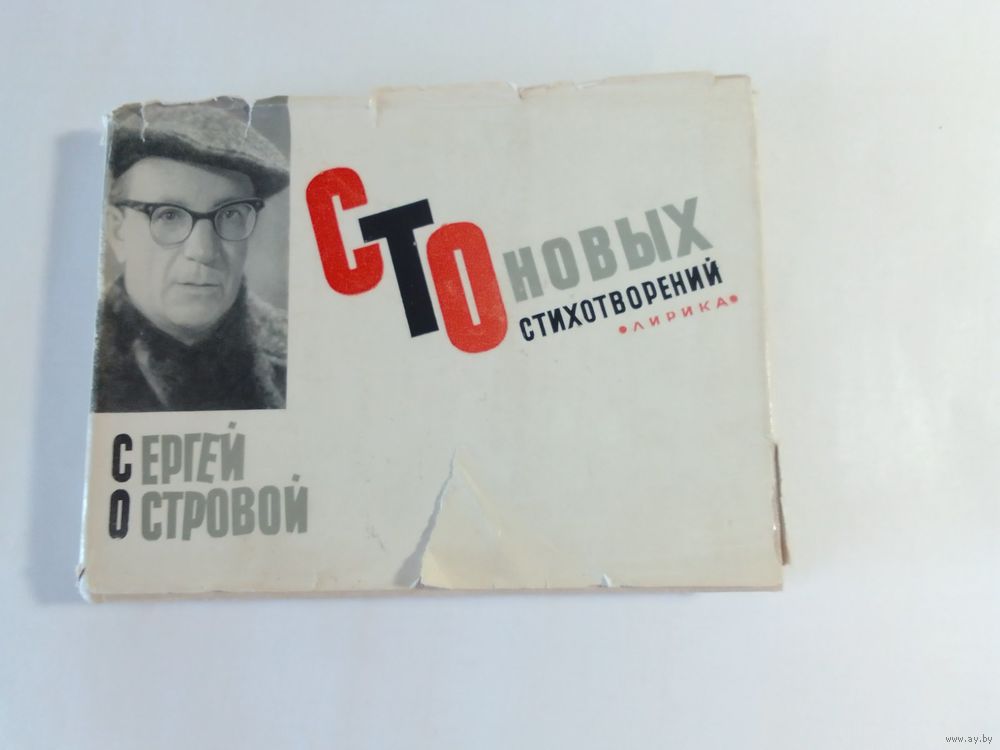 СТО
НОВЫХ
СТИХОТВОРЕНИЙ
•ЛИРИКА•
СЕРГЕЙ
ОСТРОВОЙ
www.ay.by